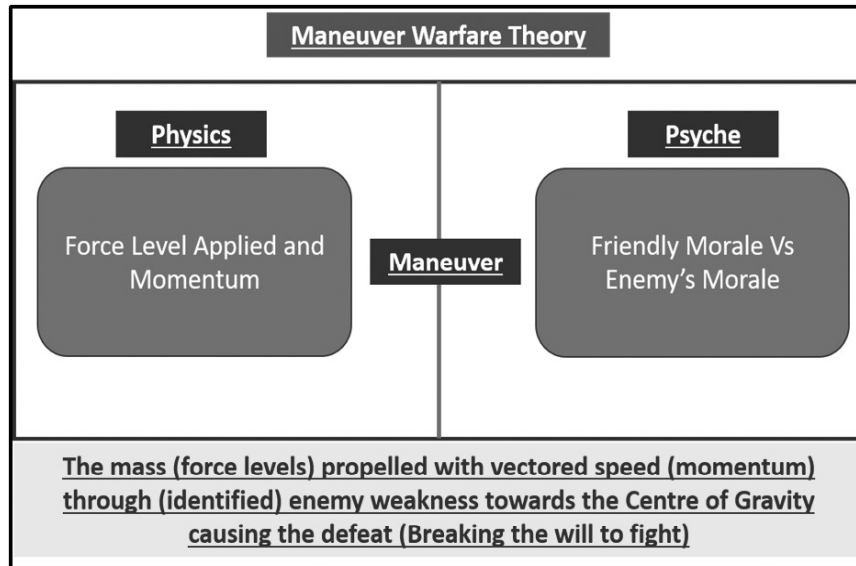 Maneuver Warfare Theory
Physics
Force Level Applied and
Momentum
Maneuver
Psyche
Friendly Morale Vs
Enemy's Morale
The mass (force levels) propelled with vectored speed (momentum)
through (identified) enemy weakness towards the Centre of Gravity
causing the defeat (Breaking the will to fight)